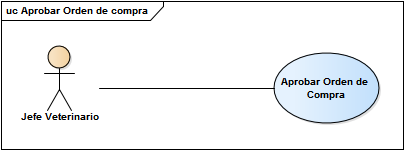 uc Aprobar Orden de compra
Aprobar Orden de
Compra
Jefe Veterinario